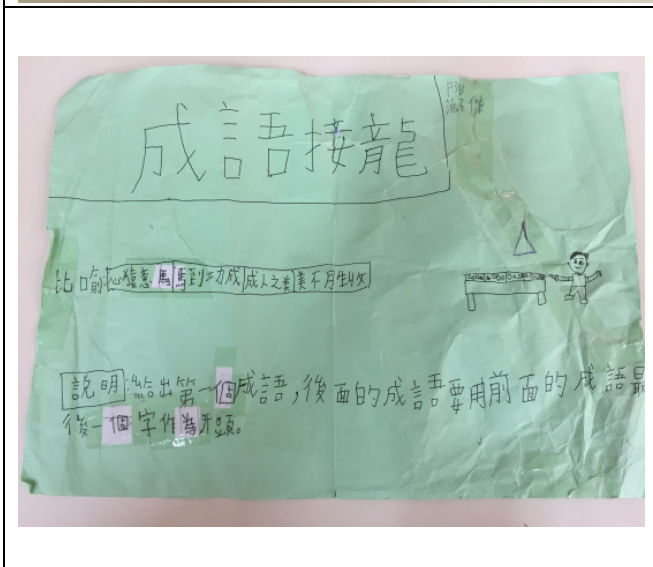 成語接龍
比喻:心猿意馬 馬到功成 成人之美 美不胜收
說明:給出第一個成語,後面的成語要用前面的成語最
後一個字作為开頭。